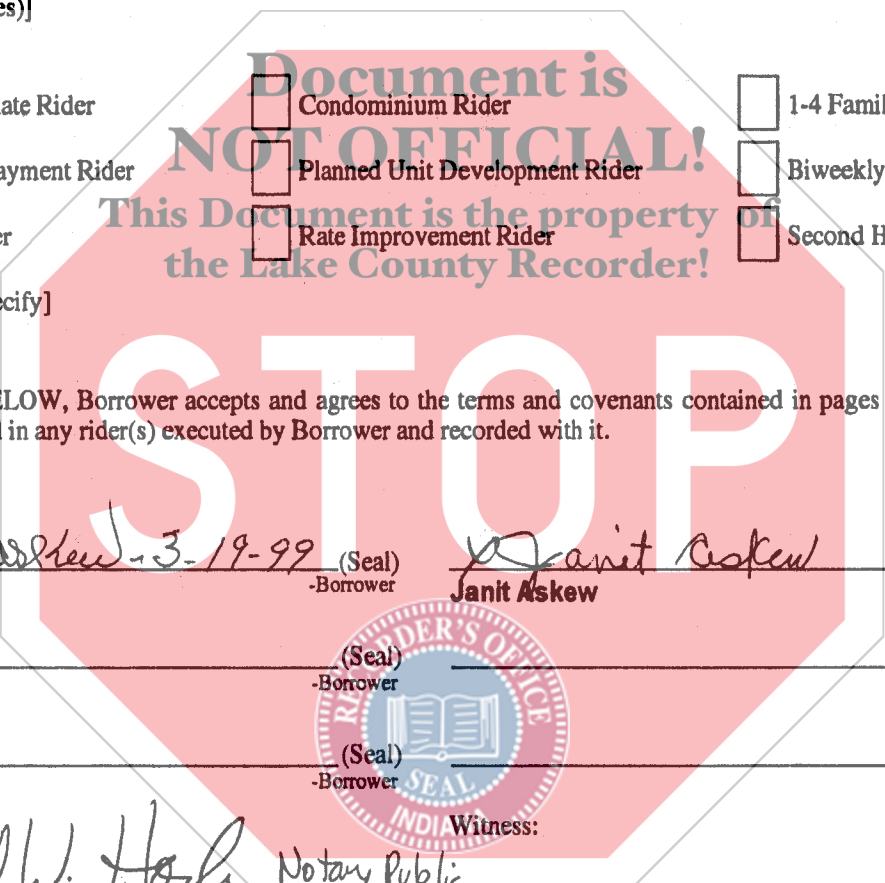 es)]
Document is
ate Rider Condominium Rider 1-4 Famil
NOT OFFICIAL!
ayment Rider Planned Unit Development Rider Biweekly
This Document is the property of
er Rate Improvement Rider Second H
the Lake County Recorder!
ecify]
STOP
ELOW, Borrower accepts and agrees to the terms and covenants contained in pages
l in any rider(s) executed by Borrower and recorded with it.
askew - 3-19-99 (Seal) Janit Askew
-Borrower Janit Askew
RECORDER'S OFFICE
(Seal)
-Borrower
(Seal)
-Borrower
SEAL
INDIANA
Witness:
W. Notary Public